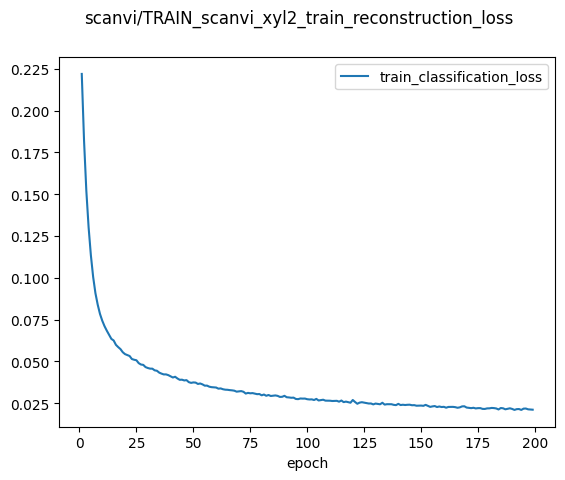 scanvi/TRAIN_scanvi_xyl2_train_reconstruction_loss
train_classification_loss
0.225
0.200
0.175
0.150
0.125
0.100
0.075
0.050
0.025
0 25 50 75 100 125 150 175 200
epoch